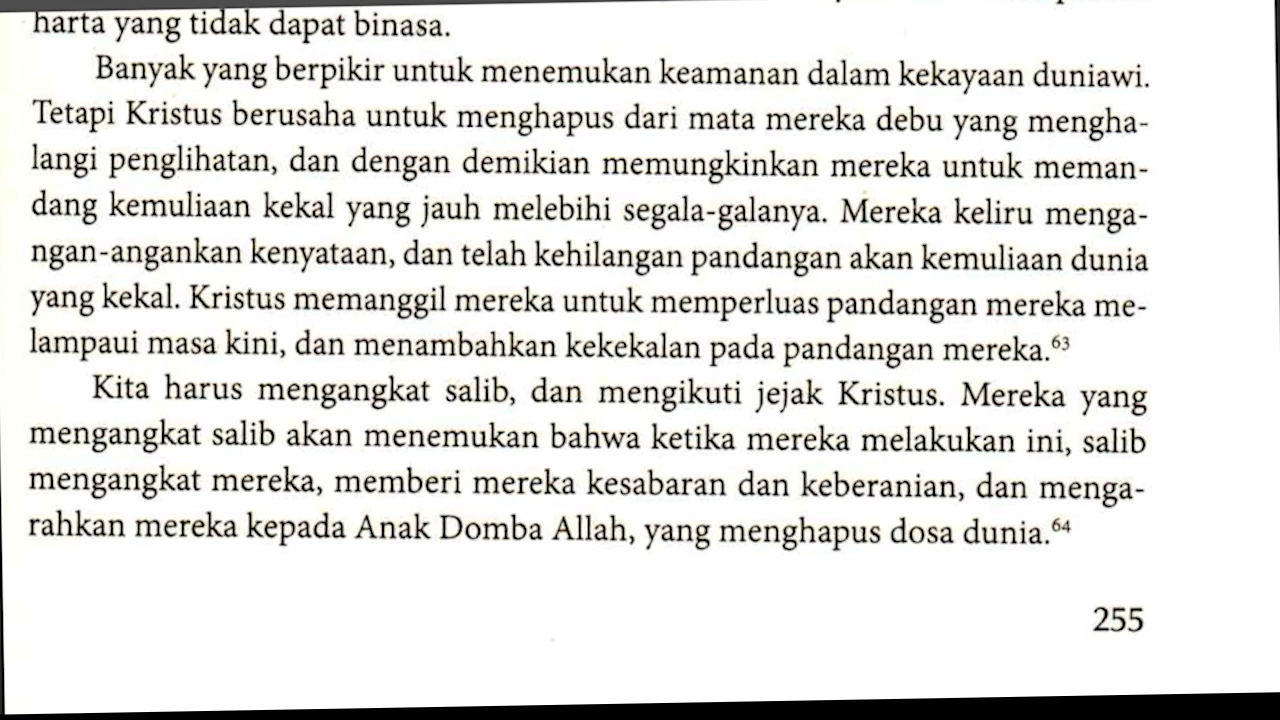 harta yang tidak dapat binasa.
Banyak yang berpikir untuk menemukan keamanan dalam kekayaan duniawi.
Tetapi Kristus berusaha untuk menghapus dari mata mereka debu yang mengha-
langi penglihatan, dan dengan demikian memungkinkan mereka untuk meman-
dang kemuliaan kekal yang jauh melebihi segala-galanya. Mereka keliru menga-
ngan-angankan kenyataan, dan telah kehilangan pandangan akan kemuliaan dunia
yang kekal. Kristus memanggil mereka untuk memperluas pandangan mereka me-
lampaui masa kini, dan menambahkan kekekalan pada pandangan mereka.⁶³
Kita harus mengangkat salib, dan mengikuti jejak Kristus. Mereka yang
mengangkat salib akan menemukan bahwa ketika mereka melakukan ini, salib
mengangkat mereka, memberi mereka kesabaran dan keberanian, dan menga-
rahkan mereka kepada Anak Domba Allah, yang menghapus dosa dunia.⁶⁴
255